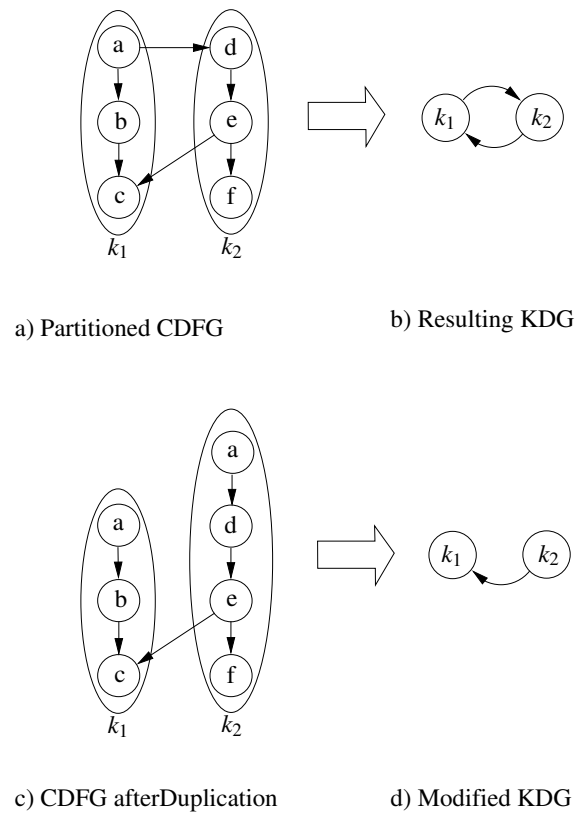 a d
b e
c f
k1 k2
k1 k2
a) Partitioned CDFG
b) Resulting KDG
a
a d
b e
c f
k1 k2
k1 k2
c) CDFG afterDuplication
d) Modified KDG